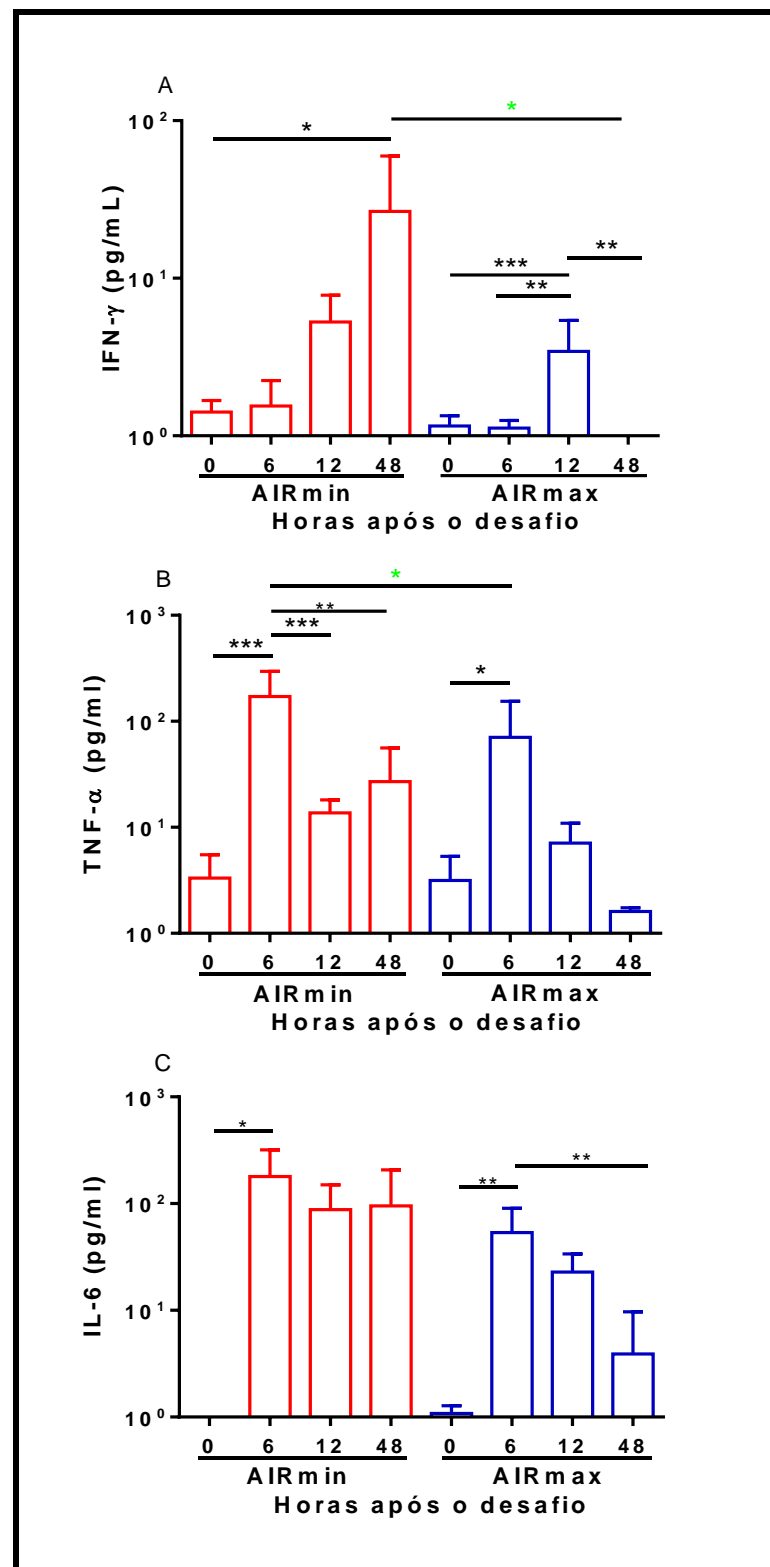 A
*
*
10²
IFN-γ (pg/mL)
**
***
10¹
**
10⁰
0 6 12 48 0 6 12 48
AIRmin AIRmax
Horas após o desafio
B
*
10³
**
***
***
*
TNF-α (pg/ml)
10²
10¹
10⁰
0 6 12 48 0 6 12 48
AIRmin AIRmax
Horas após o desafio
C
10³
*
**
**
IL-6 (pg/ml)
10²
10¹
10⁰
0 6 12 48 0 6 12 48
AIRmin AIRmax
Horas após o desafio